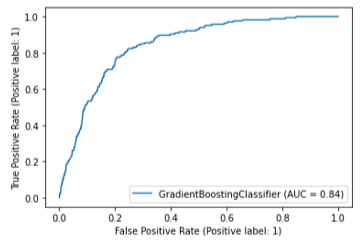 True Positive Rate (Positive label: 1)
1.0
0.8
0.6
0.4
0.2
0.0
GradientBoostingClassifier (AUC = 0.84)
0.0 0.2 0.4 0.6 0.8 1.0
False Positive Rate (Positive label: 1)